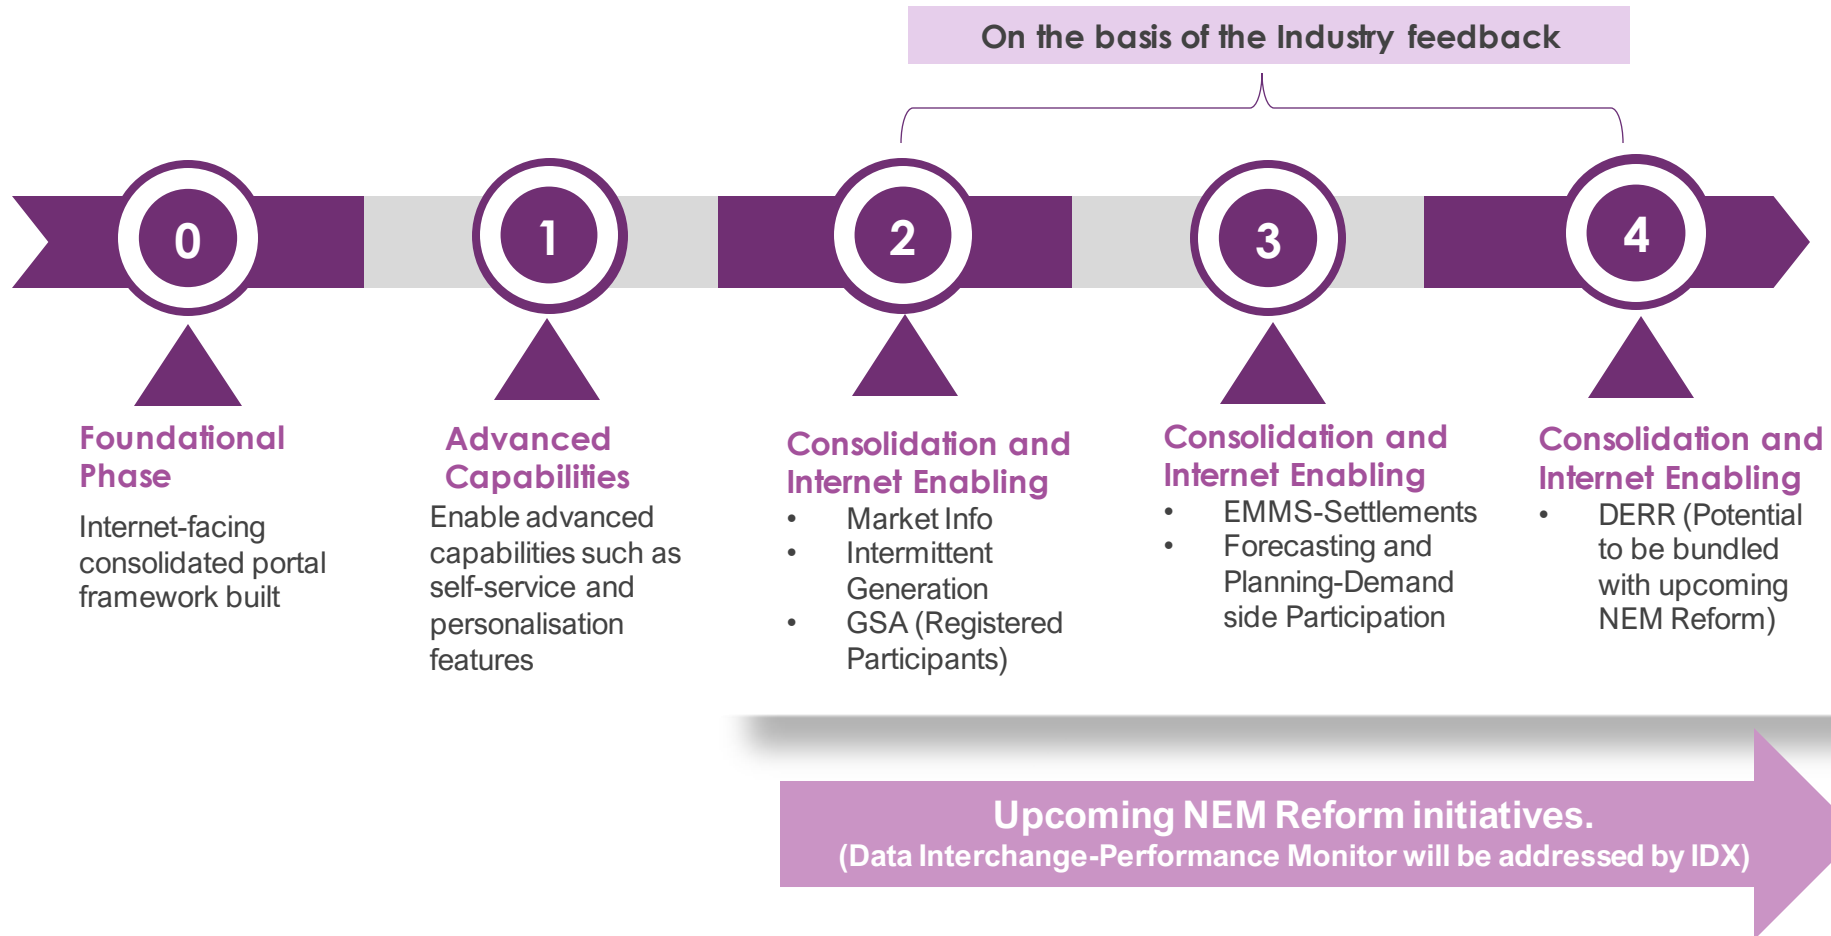 On the basis of the Industry feedback
0
1
2
3
4
Foundational
Phase
Internet-facing
consolidated portal
framework built
Advanced
Capabilities
Enable advanced
capabilities such as
self-service and
personalisation
features
Consolidation and
Internet Enabling
• Market Info
• Intermittent
Generation
• GSA (Registered
Participants)
Consolidation and
Internet Enabling
• EMMS-Settlements
• Forecasting and
Planning-Demand
side Participation
Consolidation and
Internet Enabling
• DERR (Potential
to be bundled
with upcoming
NEM Reform)
Upcoming NEM Reform initiatives.
(Data Interchange-Performance Monitor will be addressed by IDX)